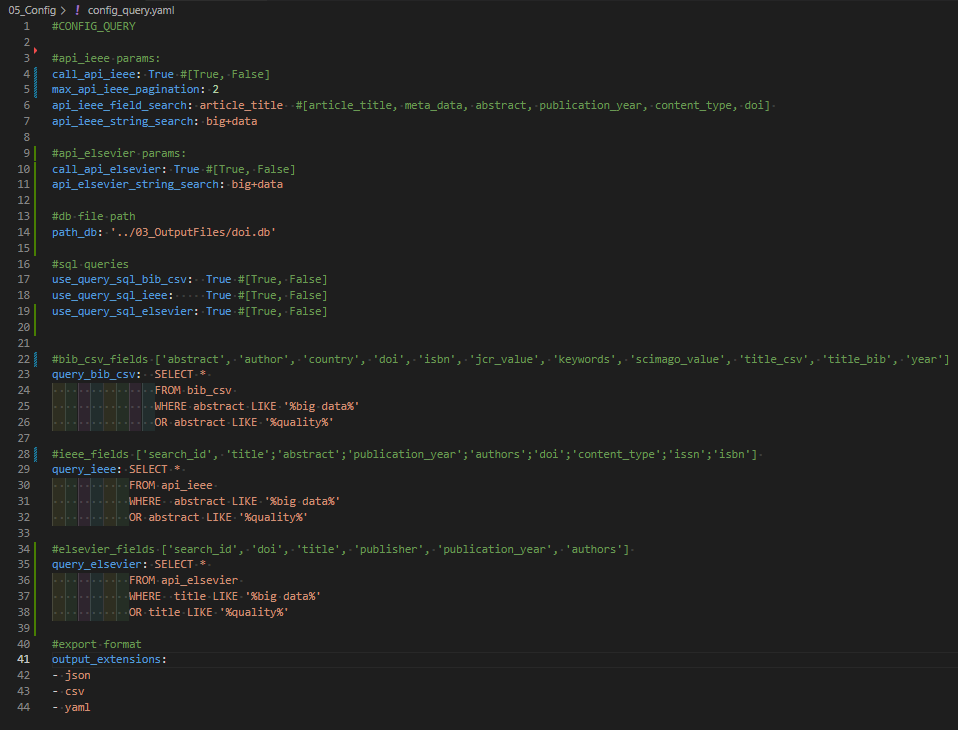 05_Config > ! config_query.yaml
1 #CONFIG_QUERY
2
3 #api_ieee params:
4 call_api_ieee: True #[True, False]
5 max_api_ieee_pagination: 2
6 api_ieee_field_search: article_title  #[article_title, meta_data, abstract, publication_year, content_type, doi]
7 api_ieee_string_search: big+data
8
9 #api_elsevier params:
10 call_api_elsevier: True #[True, False]
11 api_elsevier_string_search: big+data
12
13 #db file path
14 path_db: '../03_OutputFiles/doi.db'
15
16 #sql queries
17 use_query_sql_bib_csv:  True #[True, False]
18 use_query_sql_ieee:     True #[True, False]
19 use_query_sql_elsevier: True #[True, False]
20
21
22 #bib_csv_fields ['abstract', 'author', 'country', 'doi', 'isbn', 'jcr_value', 'keywords', 'scimago_value', 'title_csv', 'title_bib', 'year']
23 query_bib_csv:  SELECT *
24                 FROM bib_csv
25                 WHERE abstract LIKE '%big data%'
26                 OR abstract LIKE '%quality%'
27
28 #ieee_fields ['search_id', 'title';'abstract';'publication_year';'authors';'doi';'content_type';'issn';'isbn']
29 query_ieee: SELECT *
30             FROM api_ieee
31             WHERE  abstract LIKE '%big data%'
32             OR abstract LIKE '%quality%'
33
34 #elsevier_fields ['search_id', 'doi', 'title', 'publisher', 'publication_year', 'authors']
35 query_elsevier: SELECT *
36             FROM api_elsevier
37             WHERE  title LIKE '%big data%'
38             OR title LIKE '%quality%'
39
40 #export format
41 output_extensions:
42 - json
43 - csv
44 - yaml